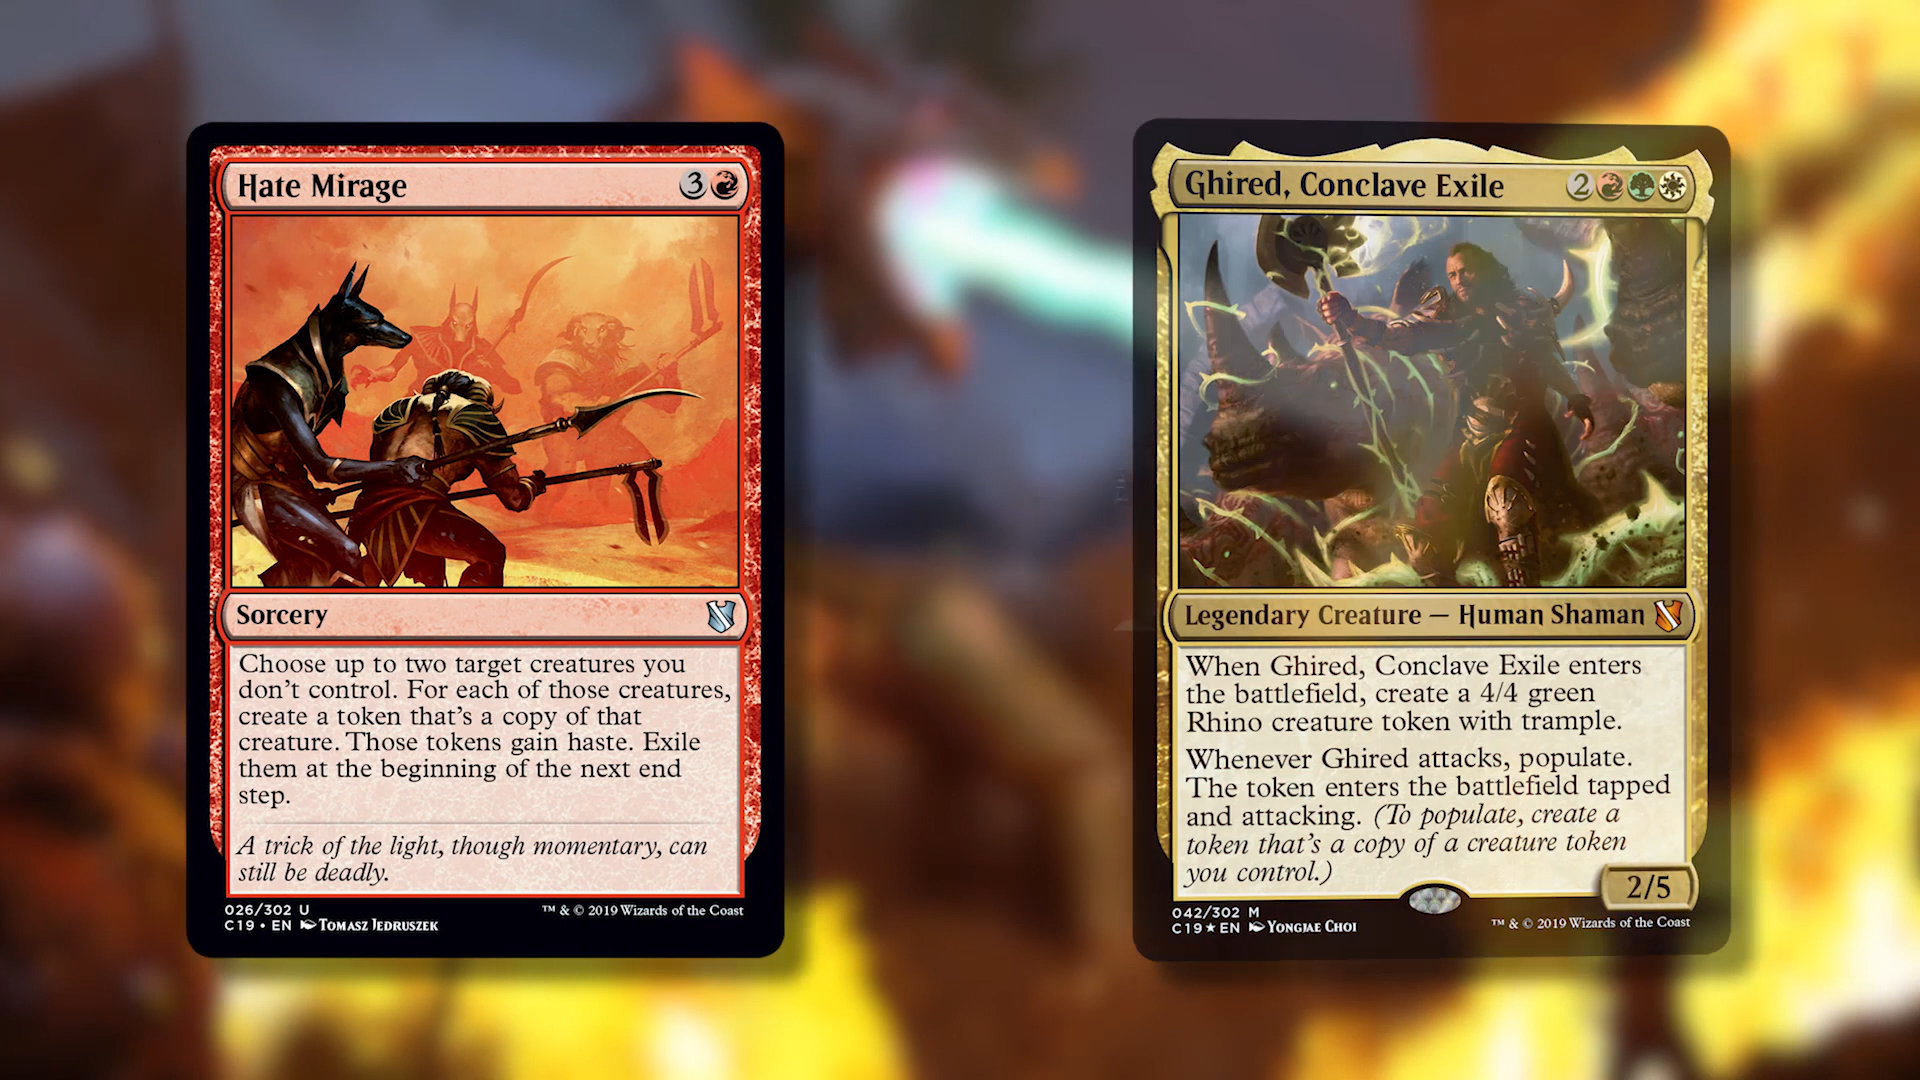 Hate Mirage
3
Sorcery
Choose up to two target creatures you
don't control. For each of those creatures,
create a token that's a copy of that
creature. Those tokens gain haste. Exile
them at the beginning of the next end
step.
A trick of the light, though momentary, can
still be deadly.
026/302 U
C19 • EN Tomasz Jedruszek
™ & © 2019 Wizards of the Coast
Ghired, Conclave Exile
2
Legendary Creature — Human Shaman
When Ghired, Conclave Exile enters
the battlefield, create a 4/4 green
Rhino creature token with trample.
Whenever Ghired attacks, populate.
The token enters the battlefield tapped
and attacking. (To populate, create a
token that's a copy of a creature token
you control.)
2/5
042/302 M
C19★EN Yongjae Choi
™ & © 2019 Wizards of the Coast